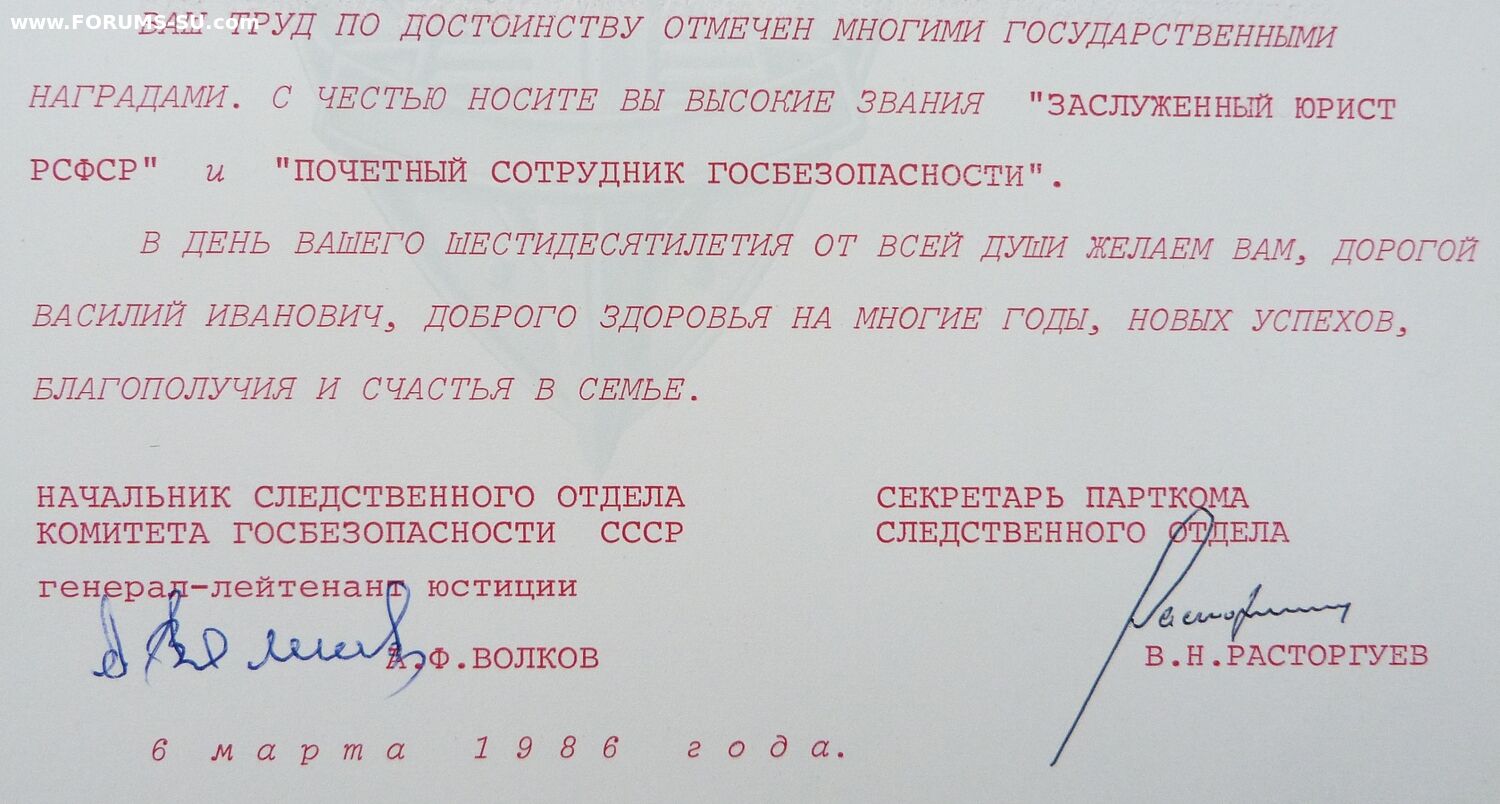 www.FORUMS-SU.com
ВАШ ТРУД ПО ДОСТОИНСТВУ ОТМЕЧЕН МНОГИМИ ГОСУДАРСТВЕННЫМИ
НАГРАДАМИ. С ЧЕСТЬЮ НОСИТЕ ВЫ ВЫСОКИЕ ЗВАНИЯ "ЗАСЛУЖЕННЫЙ ЮРИСТ
РСФСР" и "ПОЧЕТНЫЙ СОТРУДНИК ГОСБЕЗОПАСНОСТИ".
В ДЕНЬ ВАШЕГО ШЕСТИДЕСЯТИЛЕТИЯ ОТ ВСЕЙ ДУШИ ЖЕЛАЕМ ВАМ, ДОРОГОЙ
ВАСИЛИЙ ИВАНОВИЧ, ДОБРОГО ЗДОРОВЬЯ НА МНОГИЕ ГОДЫ, НОВЫХ УСПЕХОВ,
БЛАГОПОЛУЧИЯ И СЧАСТЬЯ В СЕМЬЕ.
НАЧАЛЬНИК СЛЕДСТВЕННОГО ОТДЕЛА
КОМИТЕТА ГОСБЕЗОПАСНОСТИ СССР
генерал-лейтенант юстиции
А.Ф.ВОЛКОВ
СЕКРЕТАРЬ ПАРТКОМА
СЛЕДСТВЕННОГО ОТДЕЛА
В.Н.РАСТОРГУЕВ
6 марта 1986 года.